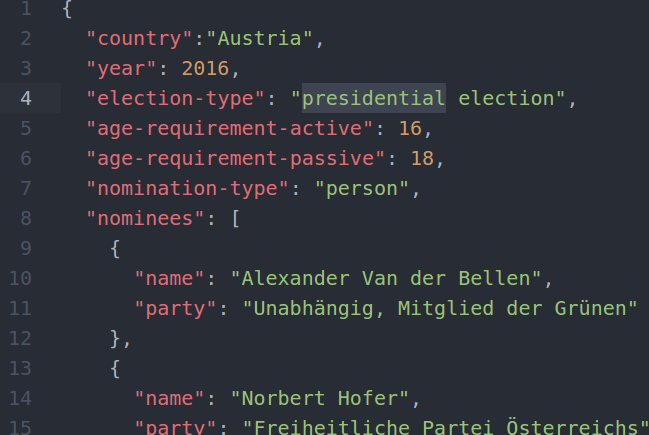 1 {
2 "country":"Austria",
3 "year": 2016,
4 "election-type": "presidential election",
5 "age-requirement-active": 16,
6 "age-requirement-passive": 18,
7 "nomination-type": "person",
8 "nominees": [
9 {
10 "name": "Alexander Van der Bellen",
11 "party": "Unabhängig, Mitglied der Grünen"
12 },
13 {
14 "name": "Norbert Hofer",
15 "party": "Freiheitliche Partei Österreichs"